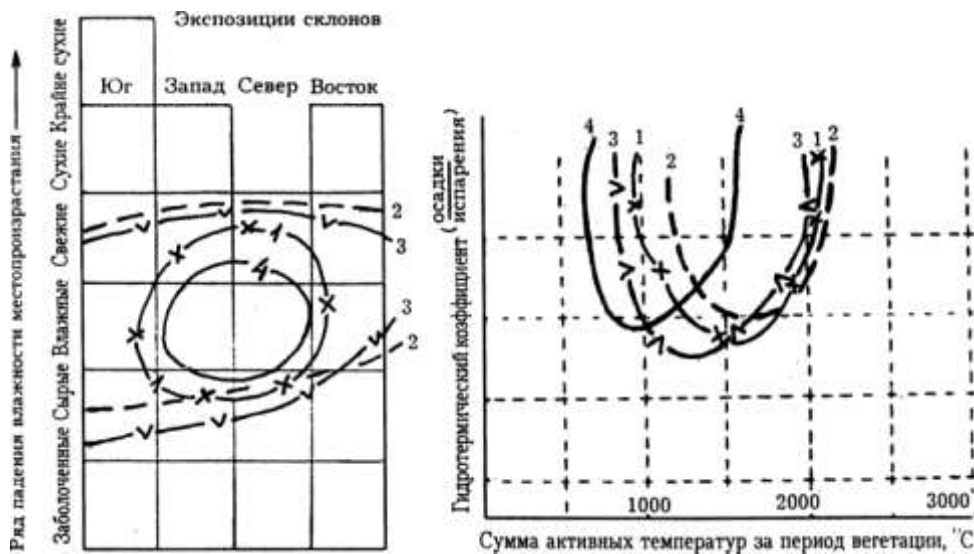 Экспозиции склонов
Юг
Запад
Север
Восток
Ряд падения влажности местопроизрастания
Заболоченные Сырые Влажные Свежие Сухие Крайне сухие
1
4
1
2
3
3
2
4
3
1
2
4
3
1
2
Гидротермический коэффициент (осадки
испарения)
1000
2000
3000
Сумма активных температур за период вегетации, °С